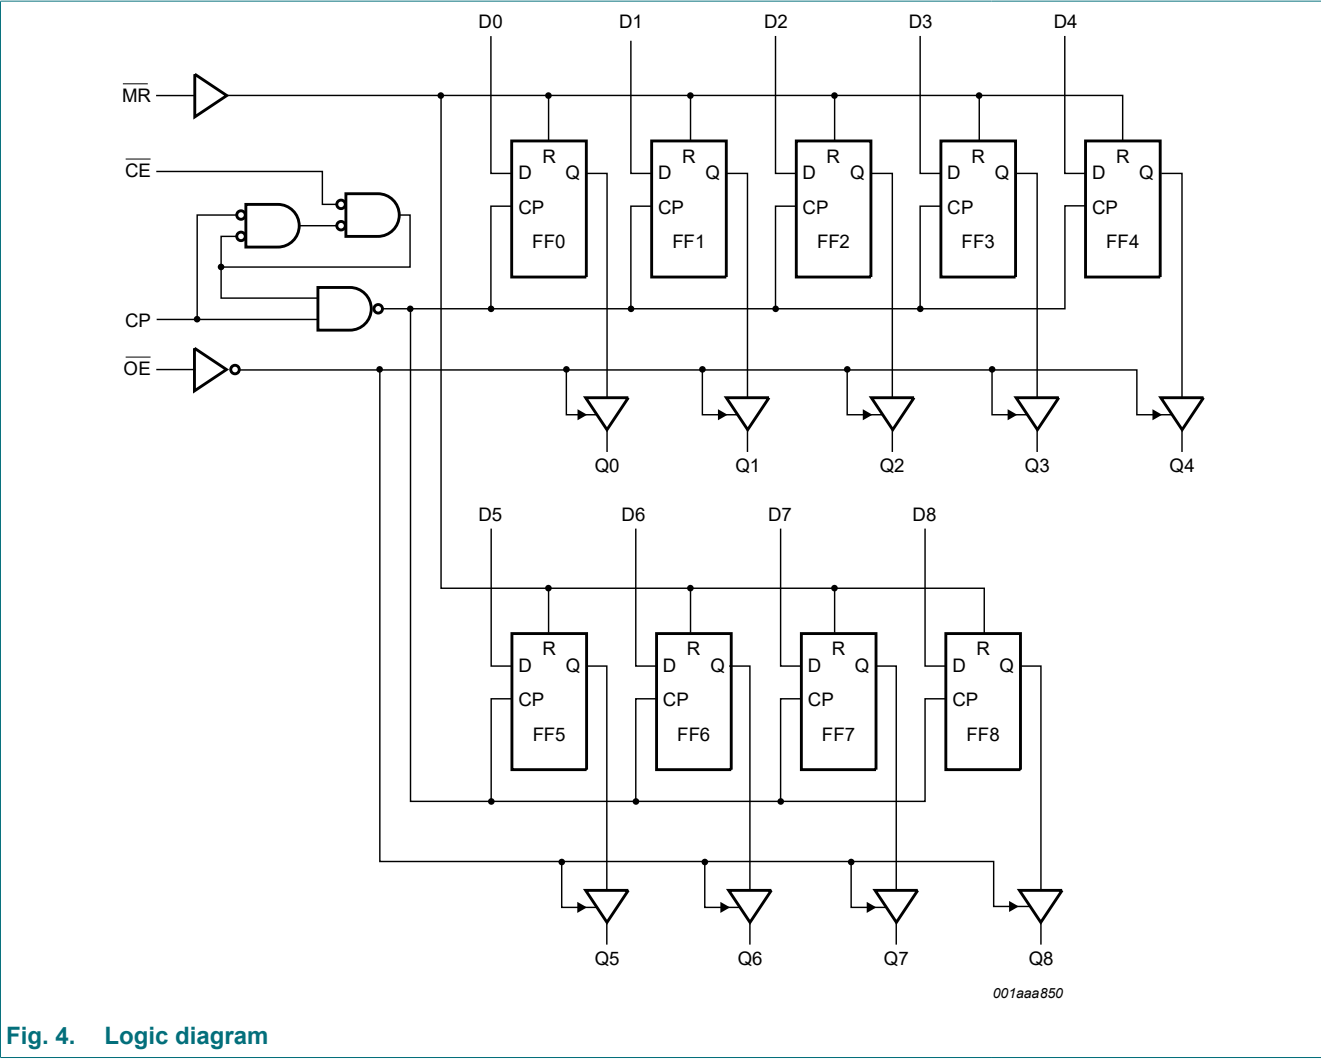 D0 D1 D2 D3 D4
MR
CE
R R R R R
D Q D Q D Q D Q D Q
CP CP CP CP CP
FF0 FF1 FF2 FF3 FF4
CP
OE
Q0 Q1 Q2 Q3 Q4
D5 D6 D7 D8
R R R R
D Q D Q D Q D Q
CP CP CP CP
FF5 FF6 FF7 FF8
Q5 Q6 Q7 Q8
001aaa850
Fig. 4. Logic diagram